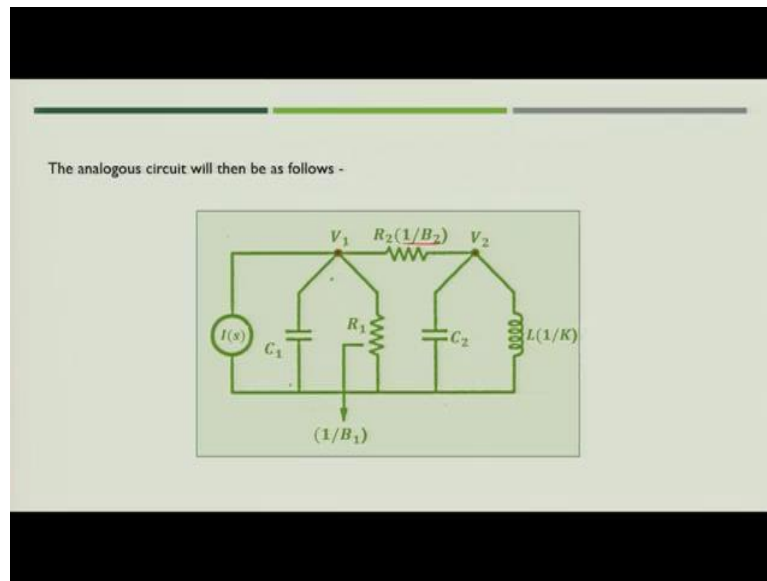 The analogous circuit will then be as follows -
V₁ R₂(1/B₂) V₂
I(s) C₁ R₁ C₂ L(1/K)
(1/B₁)